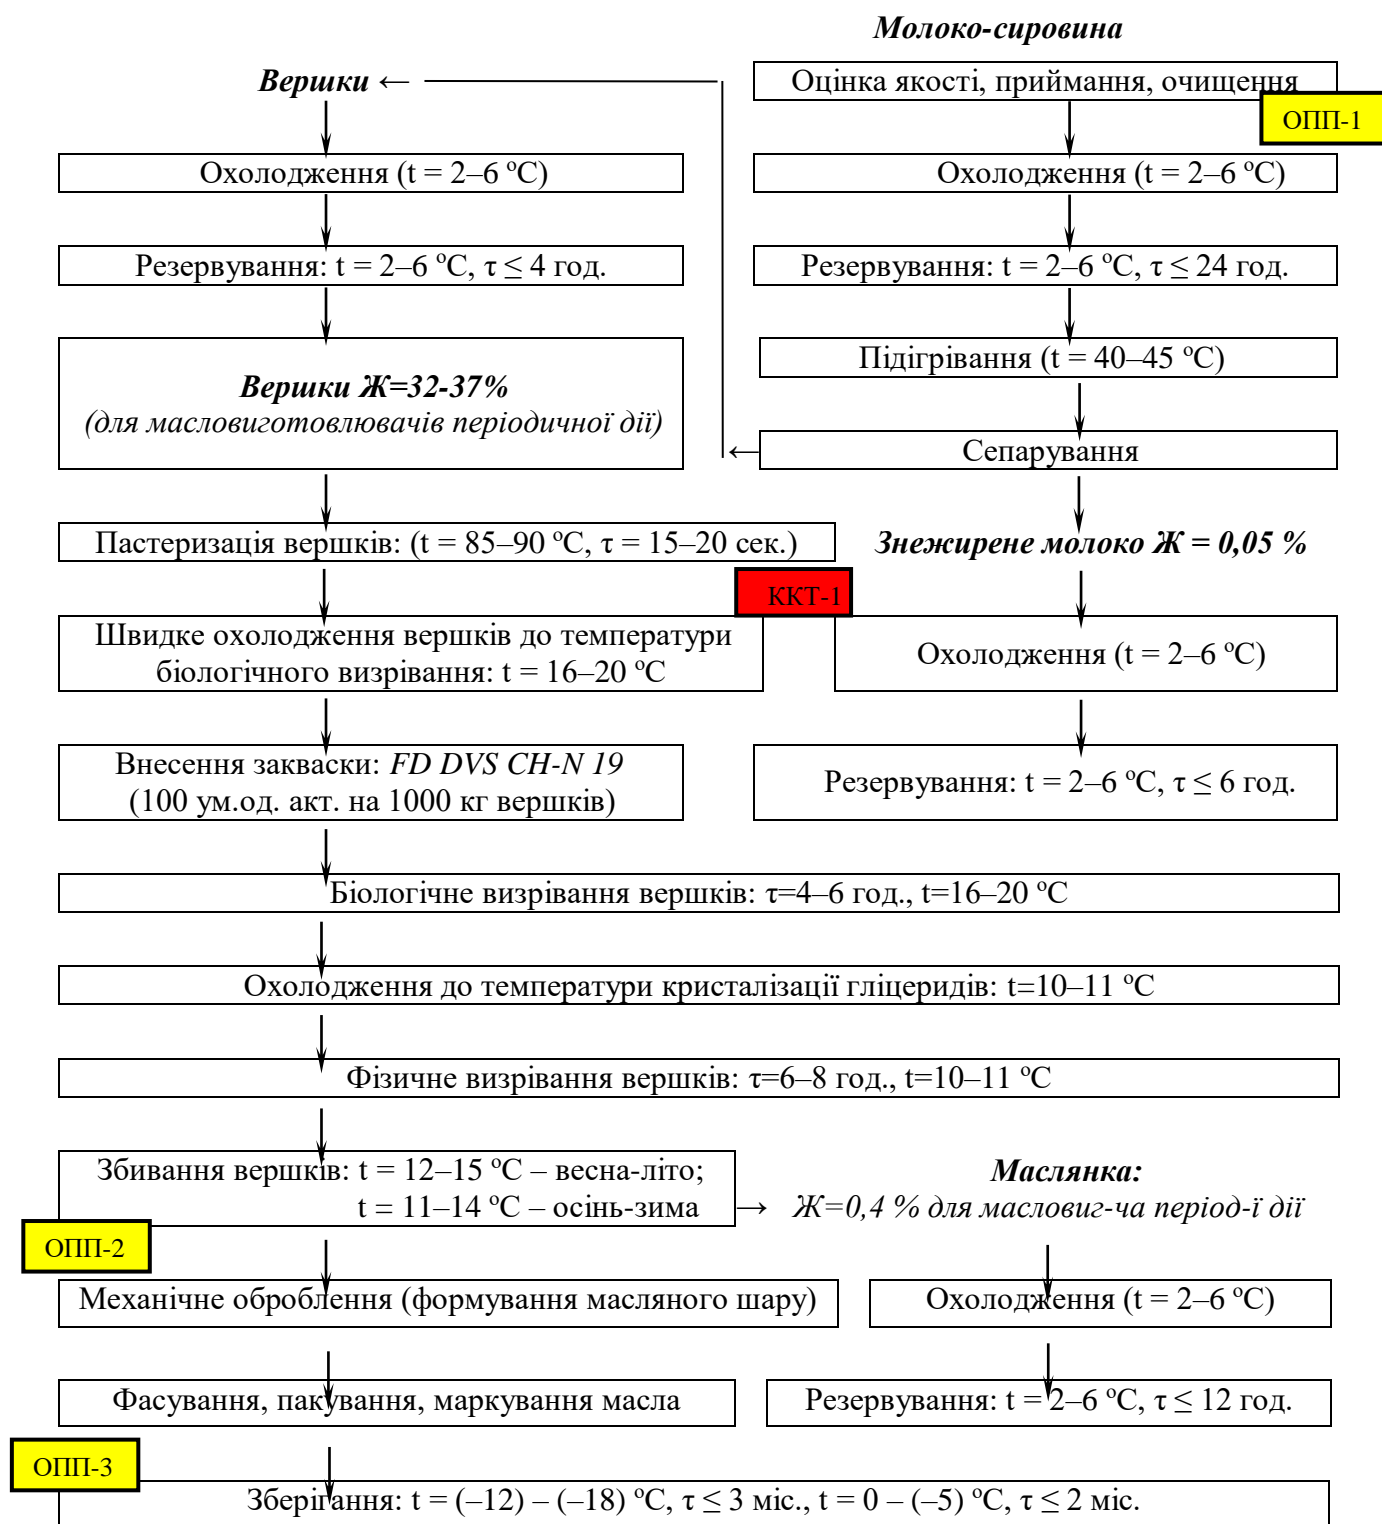 Молоко-сировина
Вершки ←
Оцінка якості, приймання, очищення
ОПП-1
Охолодження (t = 2–6 ºС)
Охолодження (t = 2–6 ºС)
Резервування: t = 2–6 ºС, τ ≤ 4 год.
Резервування: t = 2–6 ºС, τ ≤ 24 год.
Вершки Ж=32-37%
(для масловиготовлювачів періодичної дії)
Підігрівання (t = 40–45 ºС)
←
Сепарування
Пастеризація вершків: (t = 85–90 ºС, τ = 15–20 сек.)
Знежирене молоко Ж = 0,05 %
ККТ-1
Швидке охолодження вершків до температури
біологічного визрівання: t = 16–20 ºС
Охолодження (t = 2–6 ºС)
Внесення закваски: FD DVS CH-N 19
(100 ум.од. акт. на 1000 кг вершків)
Резервування: t = 2–6 ºС, τ ≤ 6 год.
Біологічне визрівання вершків: τ=4–6 год., t=16–20 ºС
Охолодження до температури кристалізації гліцеридів: t=10–11 ºС
Фізичне визрівання вершків: τ=6–8 год., t=10–11 ºС
Збивання вершків: t = 12–15 ºС – весна-літо;
t = 11–14 ºС – осінь-зима
→
Маслянка:
Ж=0,4 % для масловиг-ча період-ї дії
ОПП-2
Механічне оброблення (формування масляного шару)
Охолодження (t = 2–6 ºС)
Фасування, пакування, маркування масла
Резервування: t = 2–6 ºС, τ ≤ 12 год.
ОПП-3
Зберігання: t = (–12) – (–18) ºС, τ ≤ 3 міс., t = 0 – (–5) ºС, τ ≤ 2 міс.